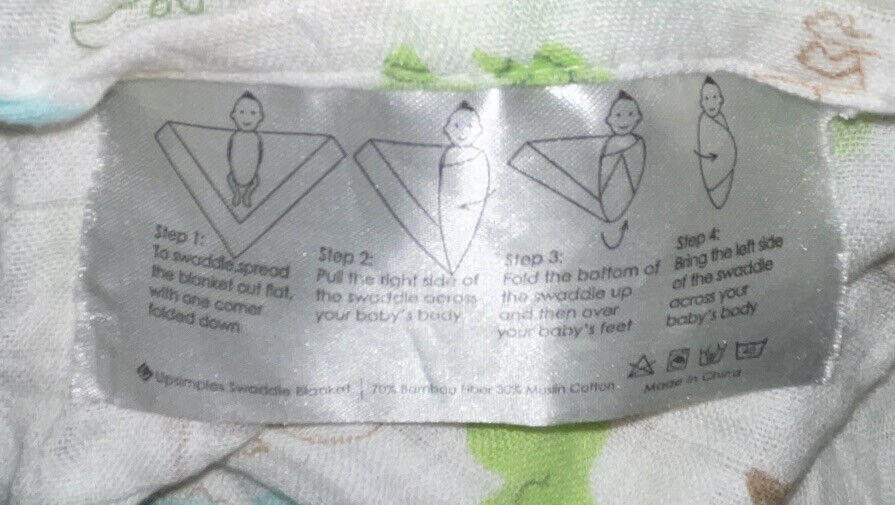 Step 1:
To swaddle,spread
the blanket out flat,
with one corner
folded down
Step 2:
Pull the right side of
the swaddle across
your baby's body
Step 3:
Fold the bottom of
the swaddle up
and then over
your baby's feet
Step 4:
Bring the left side
of the swaddle
across your
baby's body
Upsimples Swaddle Blanket | 70% Bamboo Fiber 30% Muslin Cotton
Made in China